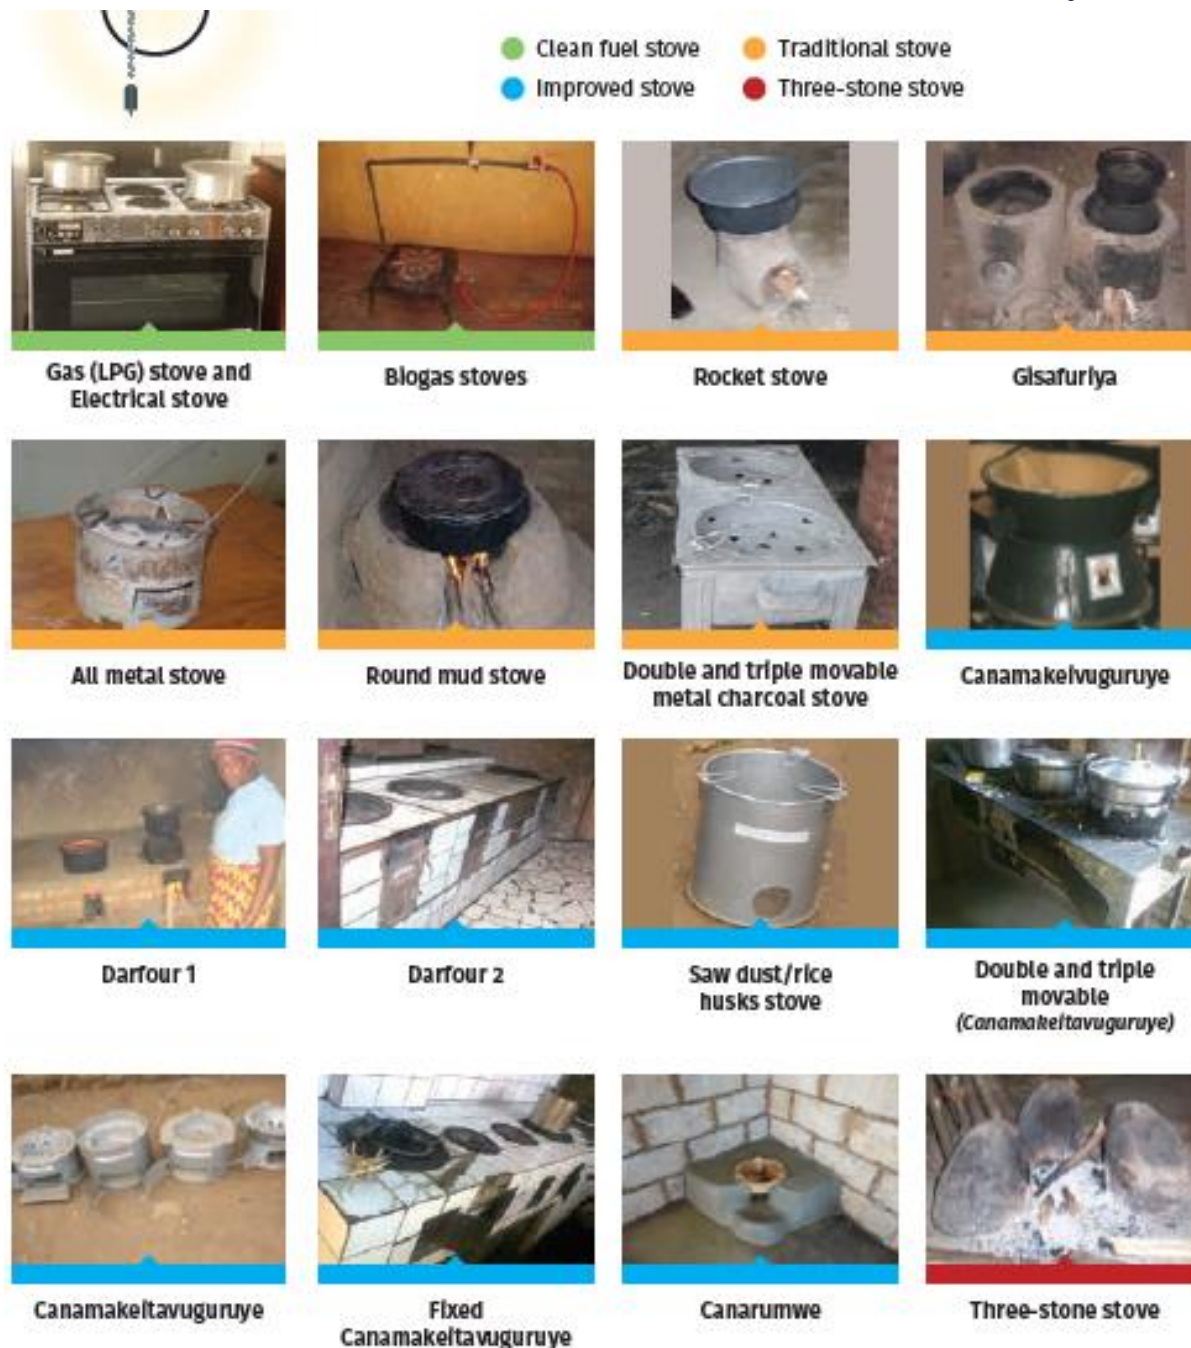 Clean fuel stove
Traditional stove
Improved stove
Three-stone stove
Gas (LPG) stove and
Electrical stove
Biogas stoves
Rocket stove
Gisafuriya
All metal stove
Round mud stove
Double and triple movable
metal charcoal stove
Canamakeivuguruye
Darfour 1
Darfour 2
Saw dust/rice
husks stove
Double and triple
movable
(Canamakeitavuguruye)
Canamakeitavuguruye
Fixed
Canamakeitavuguruye
Canarumwe
Three-stone stove